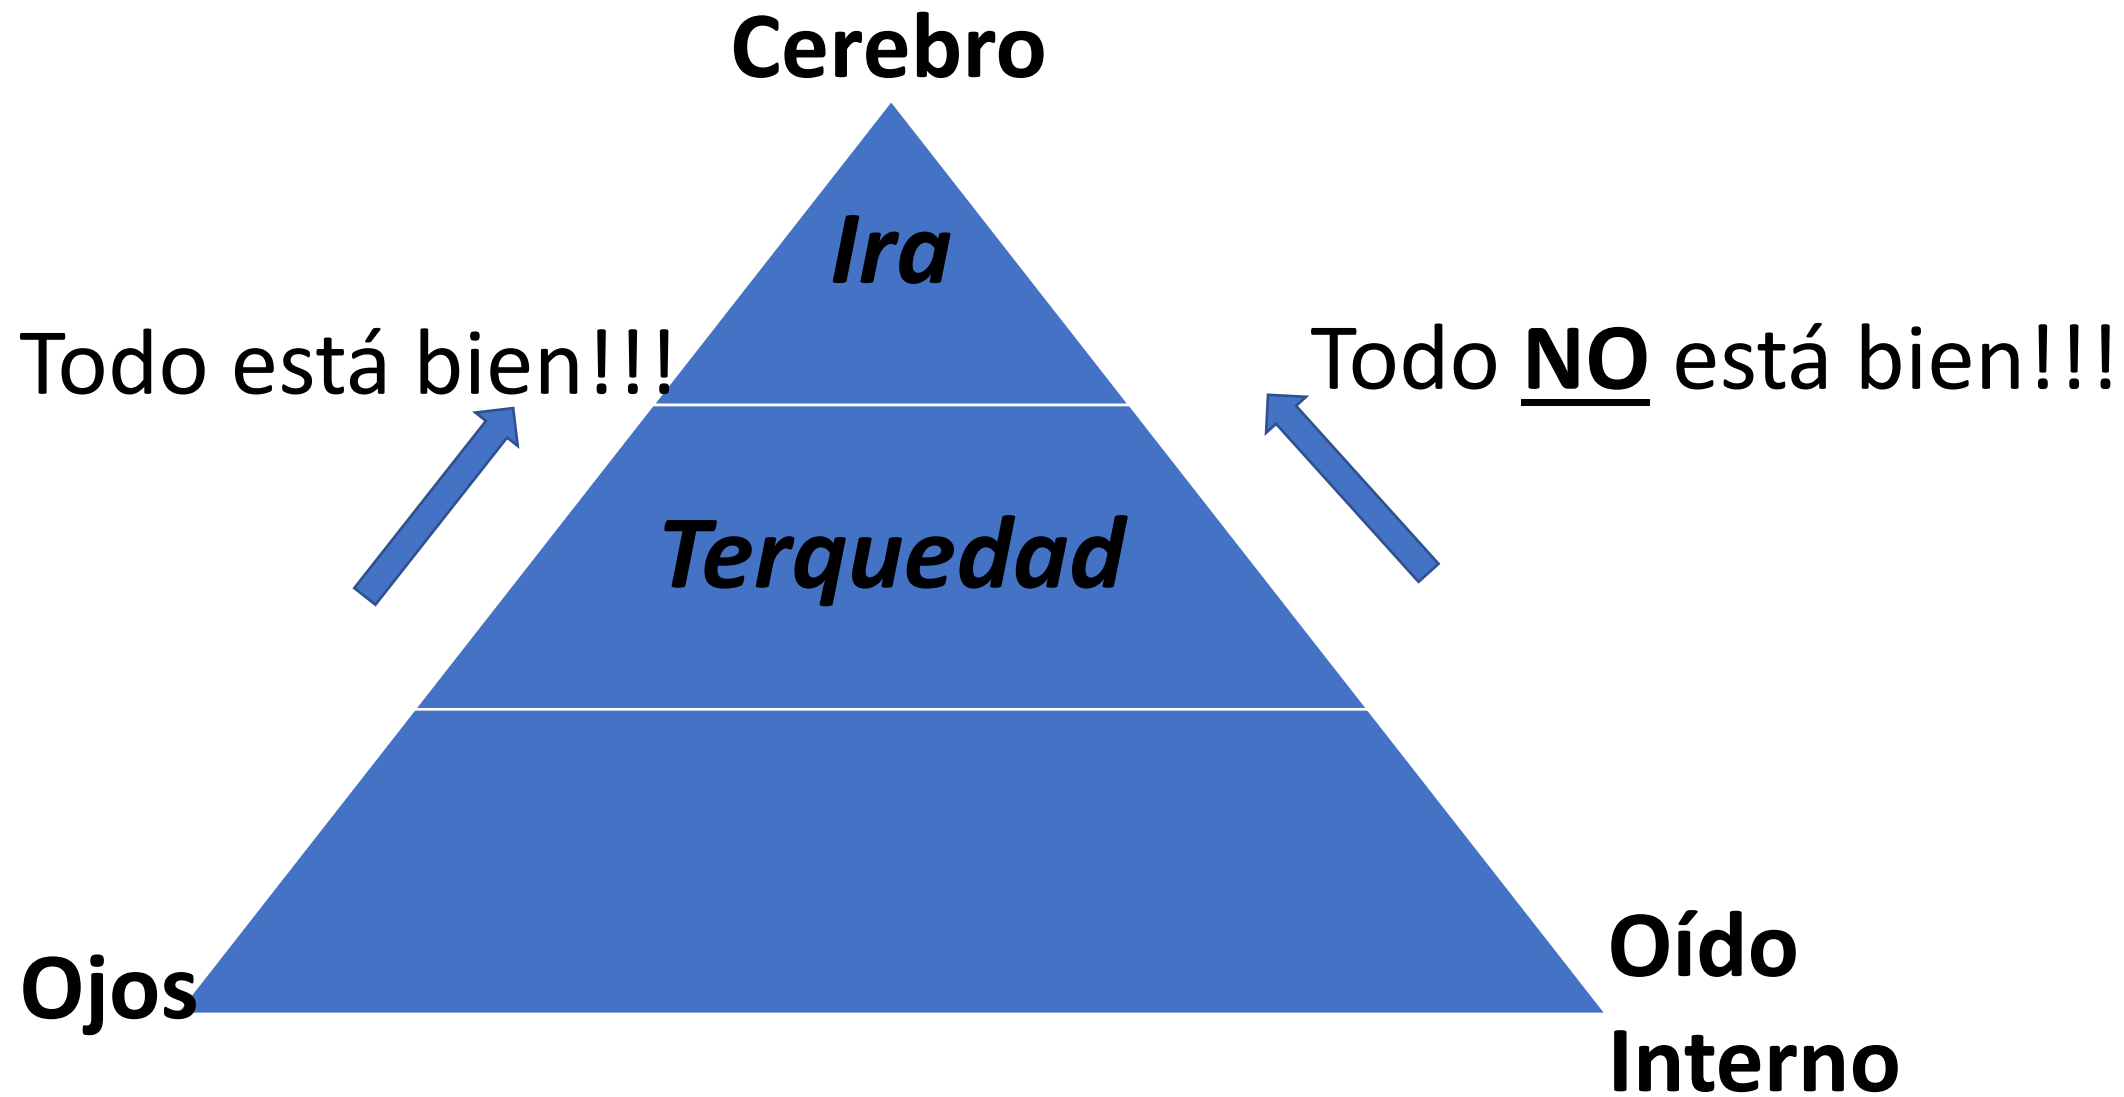 Cerebro
Ira
Todo está bien!!!
Todo NO está bien!!!
Terquedad
Ojos
Oído
Interno